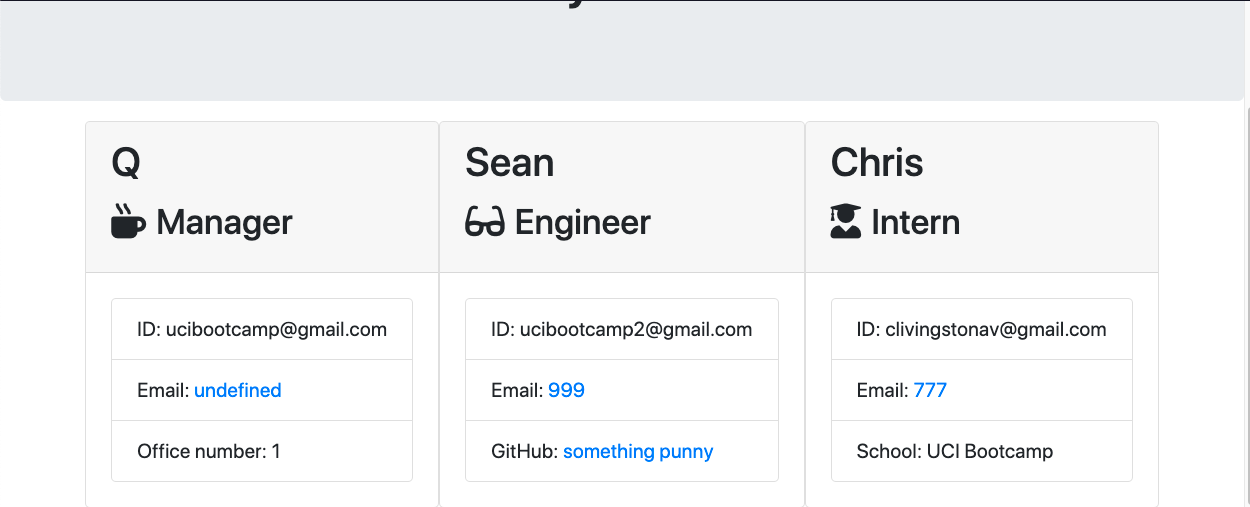 Q
Manager
ID: ucibootcamp@gmail.com
Email: undefined
Office number: 1
Sean
Engineer
ID: ucibootcamp2@gmail.com
Email: 999
GitHub: something punny
Chris
Intern
ID: clivingstonav@gmail.com
Email: 777
School: UCI Bootcamp